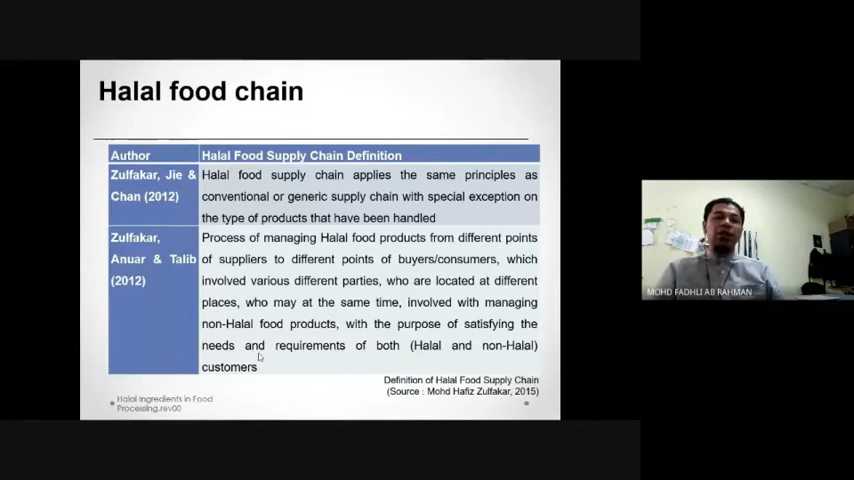 Halal food chain
Author Halal Food Supply Chain Definition
Zulfakar, Jie & Halal food supply chain applies the same principles as
Chan (2012) conventional or generic supply chain with special exception on
the type of products that have been handled
Zulfakar, Process of managing Halal food products from different points
Anuar & Talib of suppliers to different points of buyers/consumers, which
(2012) involved various different parties, who are located at different
places, who may at the same time, involved with managing
non-Halal food products, with the purpose of satisfying the
needs and requirements of both (Halal and non-Halal)
customers
Definition of Halal Food Supply Chain
(Source : Mohd Hafiz Zulfakar, 2015)
Halal Ingredients in Food
Processing.rev00
MOHD FADHLI AB RAHMAN